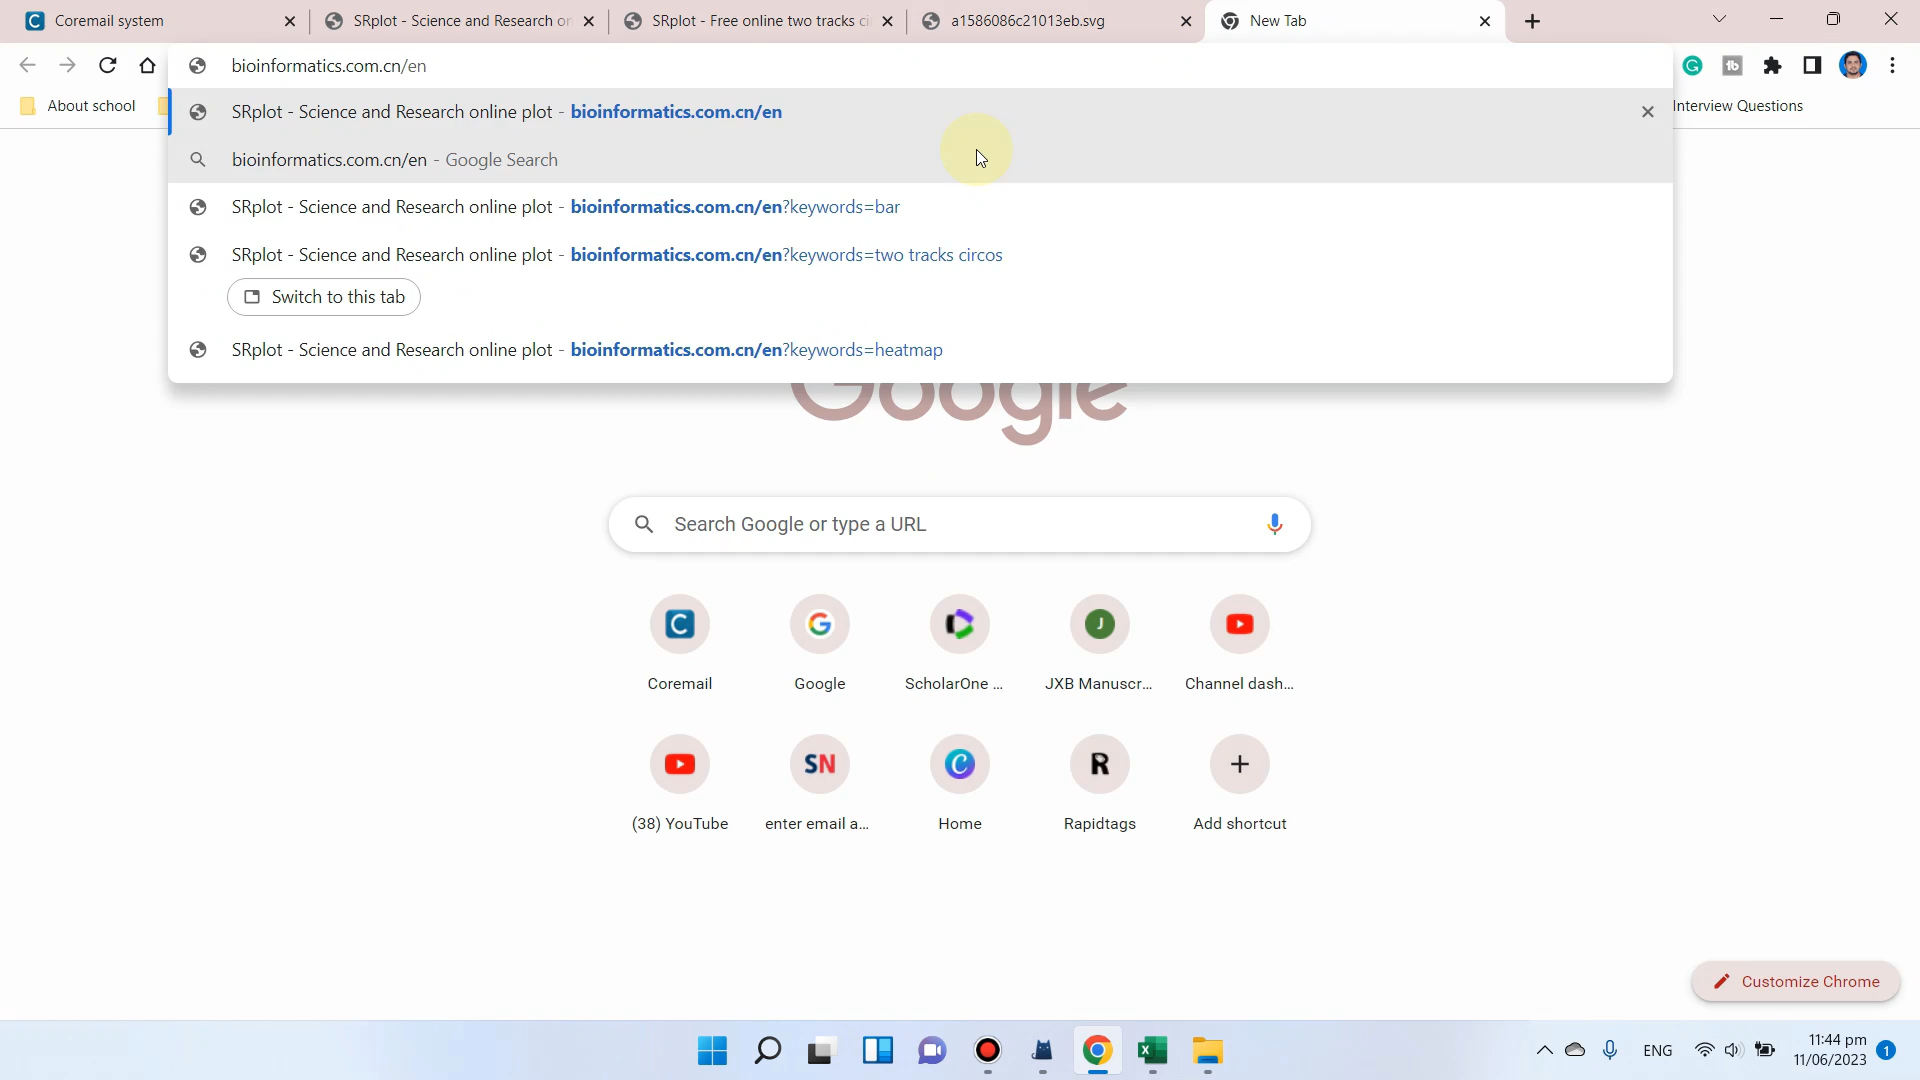 Coremail system
SRplot - Science and Research or
SRplot - Free online two tracks ci
a1586086c21013eb.svg
New Tab
bioinformatics.com.cn/en
About school
Interview Questions
SRplot - Science and Research online plot - bioinformatics.com.cn/en
bioinformatics.com.cn/en - Google Search
SRplot - Science and Research online plot - bioinformatics.com.cn/en?keywords=bar
SRplot - Science and Research online plot - bioinformatics.com.cn/en?keywords=two tracks circos
Switch to this tab
SRplot - Science and Research online plot - bioinformatics.com.cn/en?keywords=heatmap
Google
Search Google or type a URL
Coremail
Google
ScholarOne ...
JXB Manuscr...
Channel dash...
(38) YouTube
enter email a...
Home
Rapidtags
Add shortcut
Customize Chrome
ENG
11:44 pm
11/06/2023
1